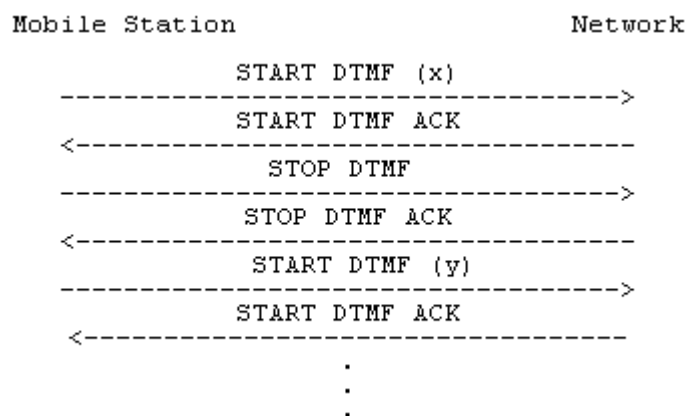 Mobile Station Network
START DTMF (x)
----------------------------------->
START DTMF ACK
<-----------------------------------
STOP DTMF
----------------------------------->
STOP DTMF ACK
<-----------------------------------
START DTMF (y)
----------------------------------->
START DTMF ACK
<----------------------------------
.
.
.